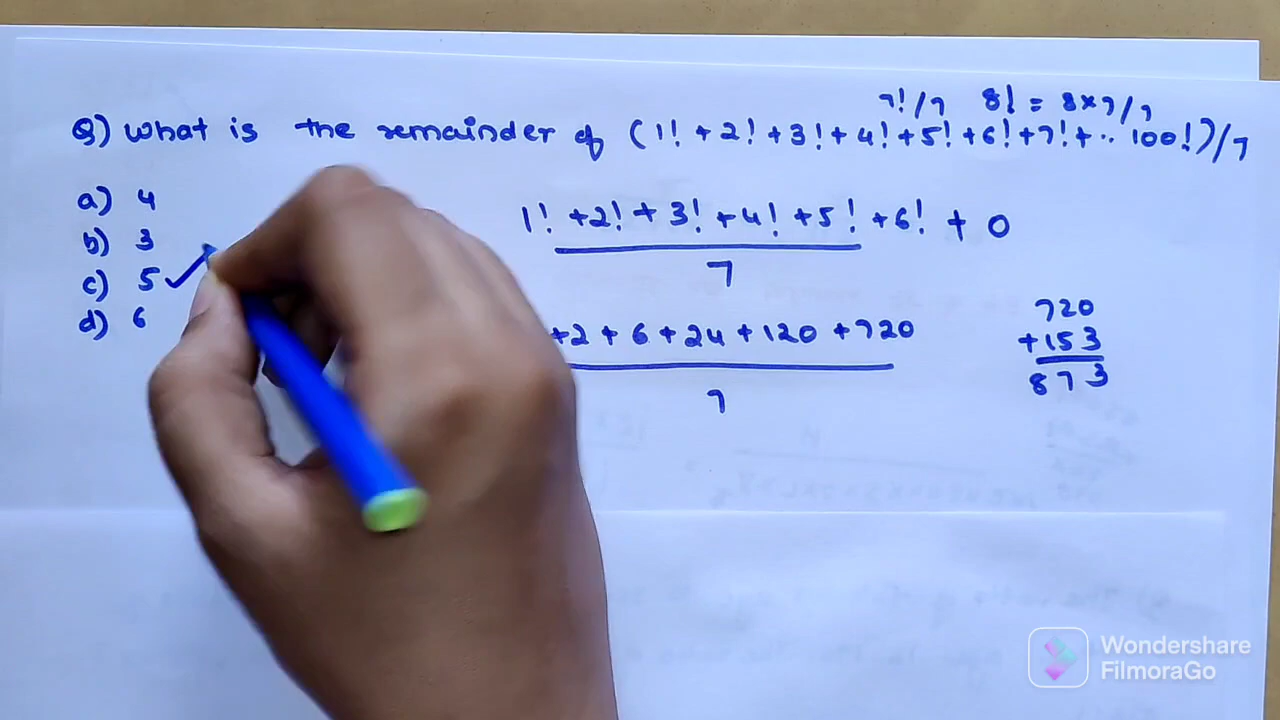 7!/7 8! = 8×7/7
Q) What is the remainder of (1! + 2! + 3! + 4! + 5! + 6! + 7! + .. 100!)/7
a) 4
b) 3
c) 5 ✓
d) 6
1! + 2! + 3! + 4! + 5! + 6! + 0
7
+2 + 6 + 24 + 120 + 720
7
720
+153
873
Wondershare
FilmoraGo